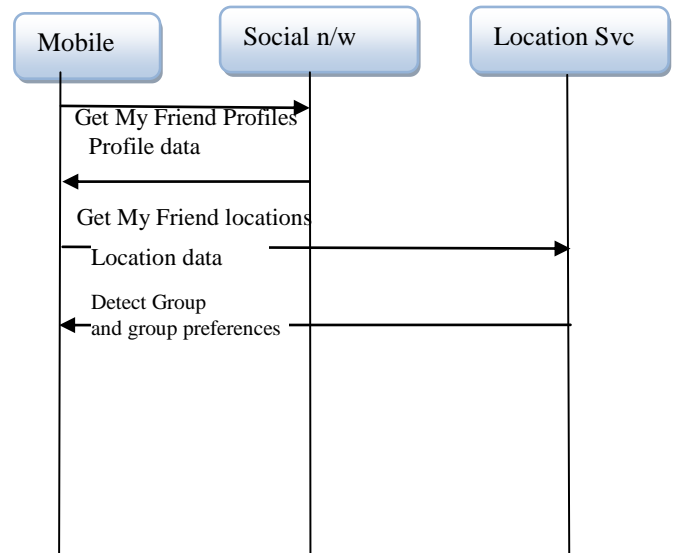 Mobile
Social n/w
Location Svc
Get My Friend Profiles
Profile data
Get My Friend locations
Location data
Detect Group
and group preferences